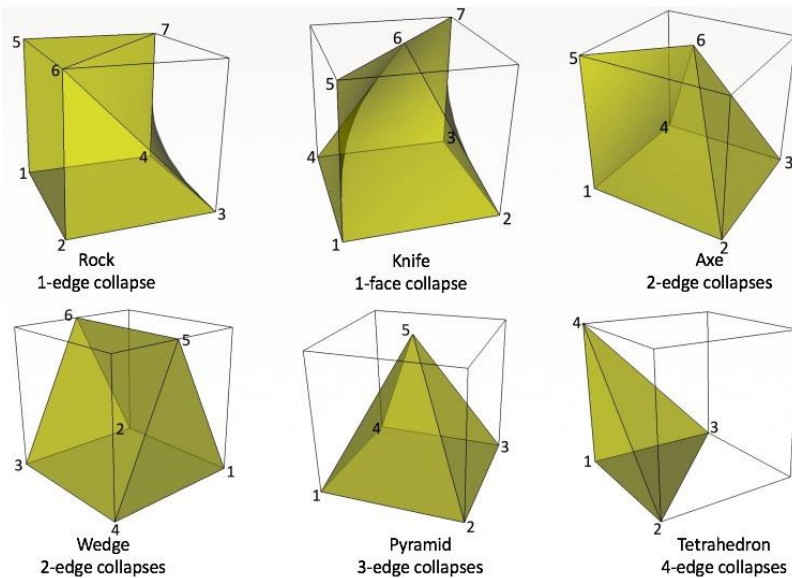 5
7
6
1
4
3
2
Rock
1-edge collapse
7
6
5
3
4
2
1
Knife
1-face collapse
6
5
4
3
1
2
Axe
2-edge collapses
6
5
2
3
1
4
Wedge
2-edge collapses
5
4
3
1
2
Pyramid
3-edge collapses
4
3
1
2
Tetrahedron
4-edge collapses